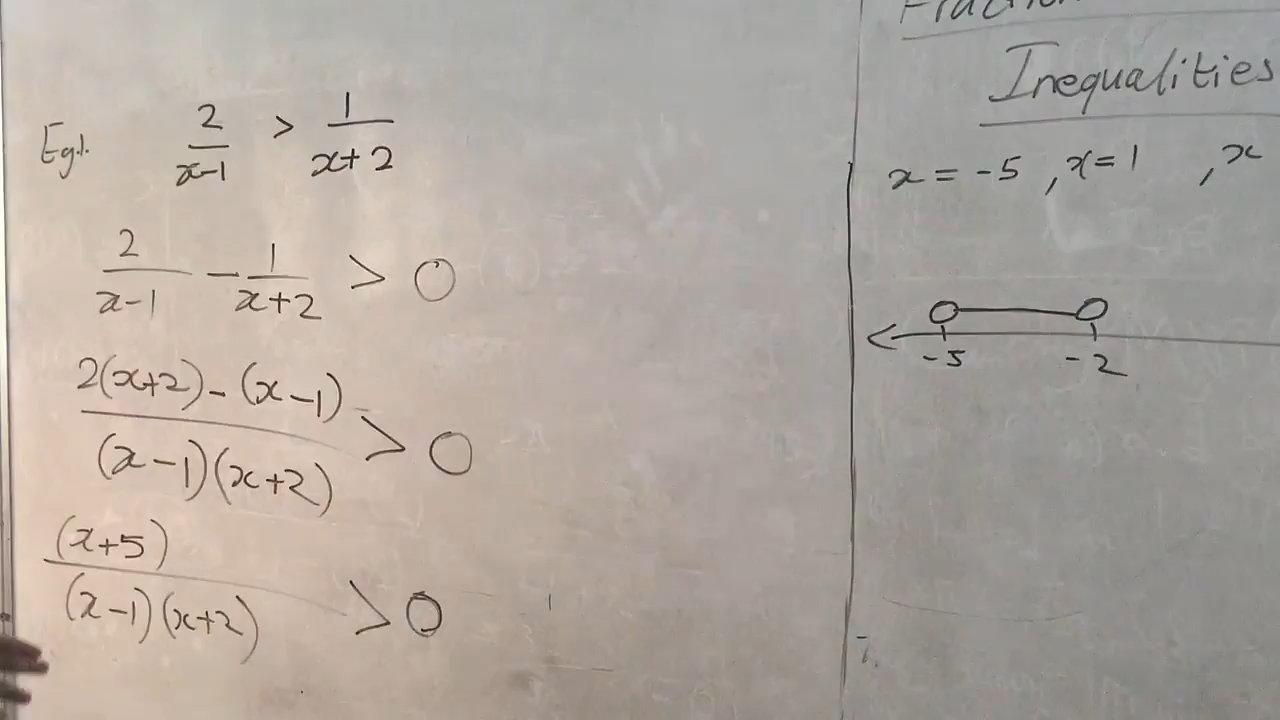 Eg1. 2/(x-1) > 1/(x+2)
2/(x-1) - 1/(x+2) > 0
(2(x+2) - (x-1))/((x-1)(x+2)) > 0
(x+5)/((x-1)(x+2)) > 0
Inequalities
x = -5 , x = 1 , x
-5 -2